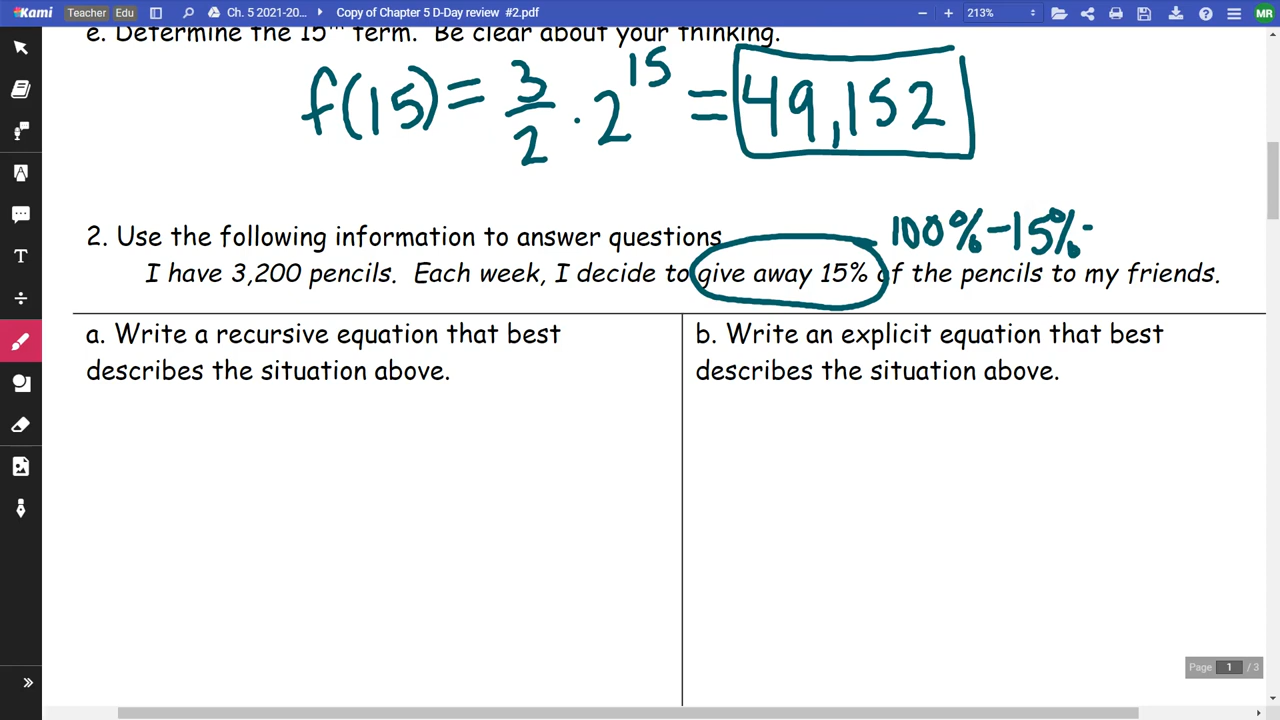 Kami Teacher Edu Ch. 5 2021-20... Copy of Chapter 5 D-Day review #2.pdf 213% MR
e. Determine the 15th term. Be clear about your thinking.
f(15) = 3/2 · 2^15 = 49,152
100% - 15% -
2. Use the following information to answer questions
I have 3,200 pencils. Each week, I decide to give away 15% of the pencils to my friends.
a. Write a recursive equation that best
describes the situation above.
b. Write an explicit equation that best
describes the situation above.
Page 1 / 3